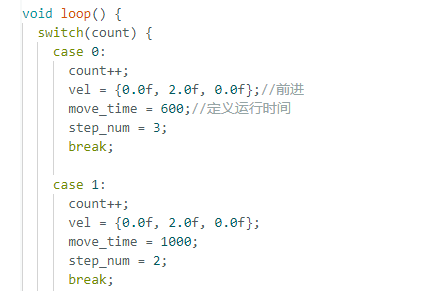 void loop() {
switch(count) {
case 0:
count++;
vel = {0.0f, 2.0f, 0.0f};//前进
move_time = 600;//定义运行时间
step_num = 3;
break;
case 1:
count++;
vel = {0.0f, 2.0f, 0.0f};
move_time = 1000;
step_num = 2;
break;